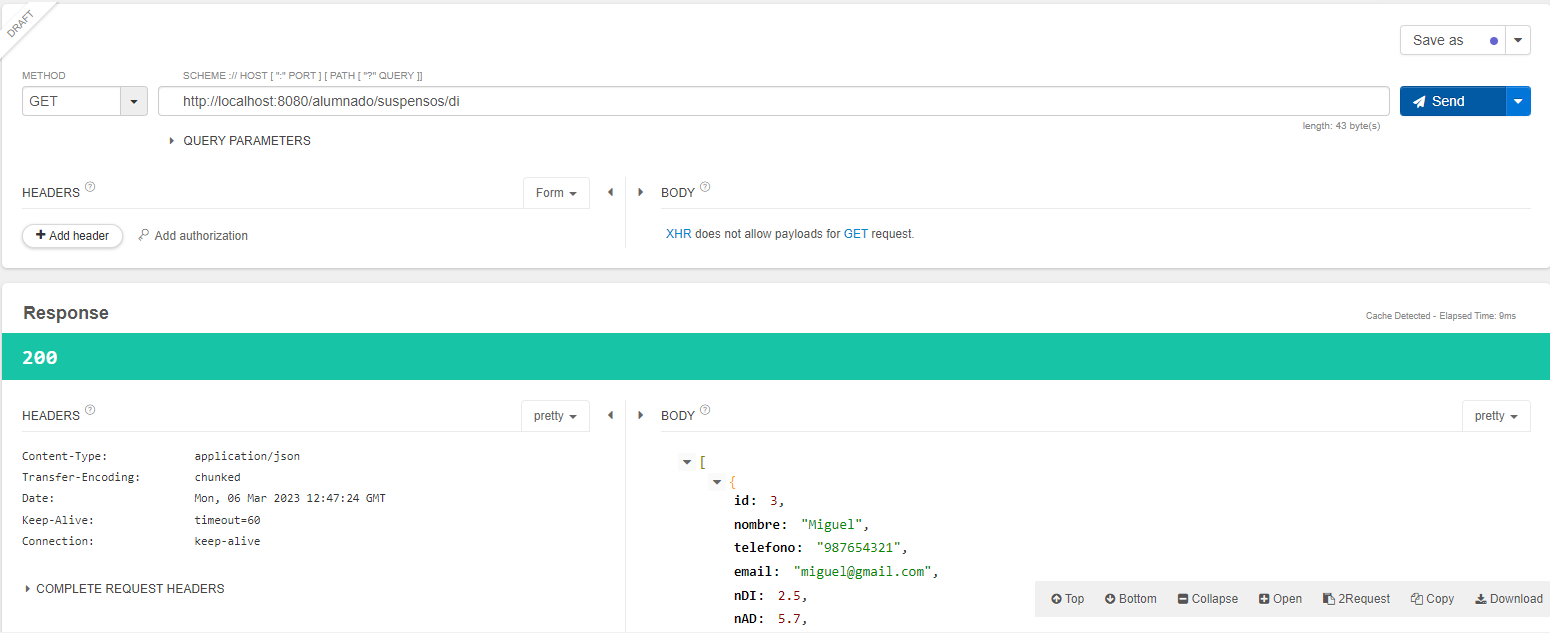 DRAFT
Save as
METHOD
SCHEME :// HOST [ ":" PORT ] [ PATH [ "?" QUERY ]]
GET
http://localhost:8080/alumnado/suspensos/di
Send
length: 43 byte(s)
QUERY PARAMETERS
HEADERS ?
Form
BODY ?
+ Add header
Add authorization
XHR does not allow payloads for GET request.
Response
Cache Detected - Elapsed Time: 9ms
200
HEADERS ?
pretty
BODY ?
pretty
Content-Type: application/json
Transfer-Encoding: chunked
Date: Mon, 06 Mar 2023 12:47:24 GMT
Keep-Alive: timeout=60
Connection: keep-alive
COMPLETE REQUEST HEADERS
[
{
id: 3,
nombre: "Miguel",
telefono: "987654321",
email: "miguel@gmail.com",
nDI: 2.5,
nAD: 5.7,
Top Bottom Collapse Open 2Request Copy Download